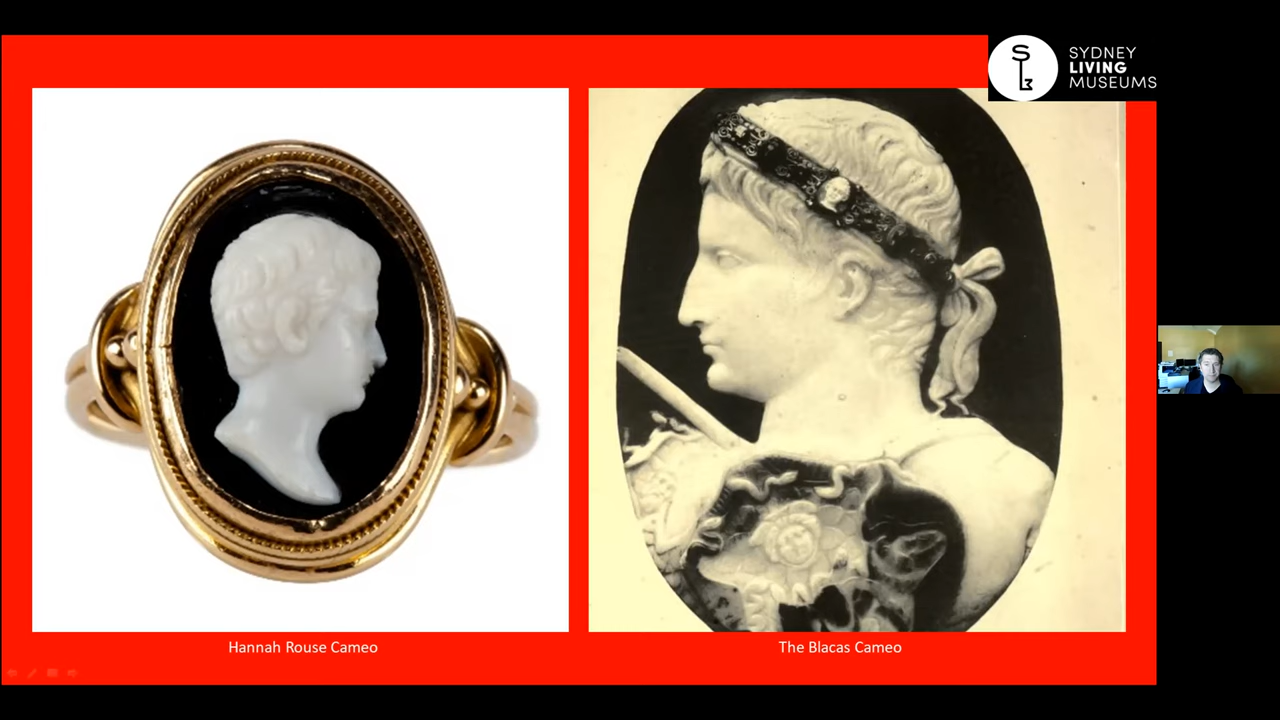 SYDNEY
LIVING
MUSEUMS
Hannah Rouse Cameo
The Blacas Cameo